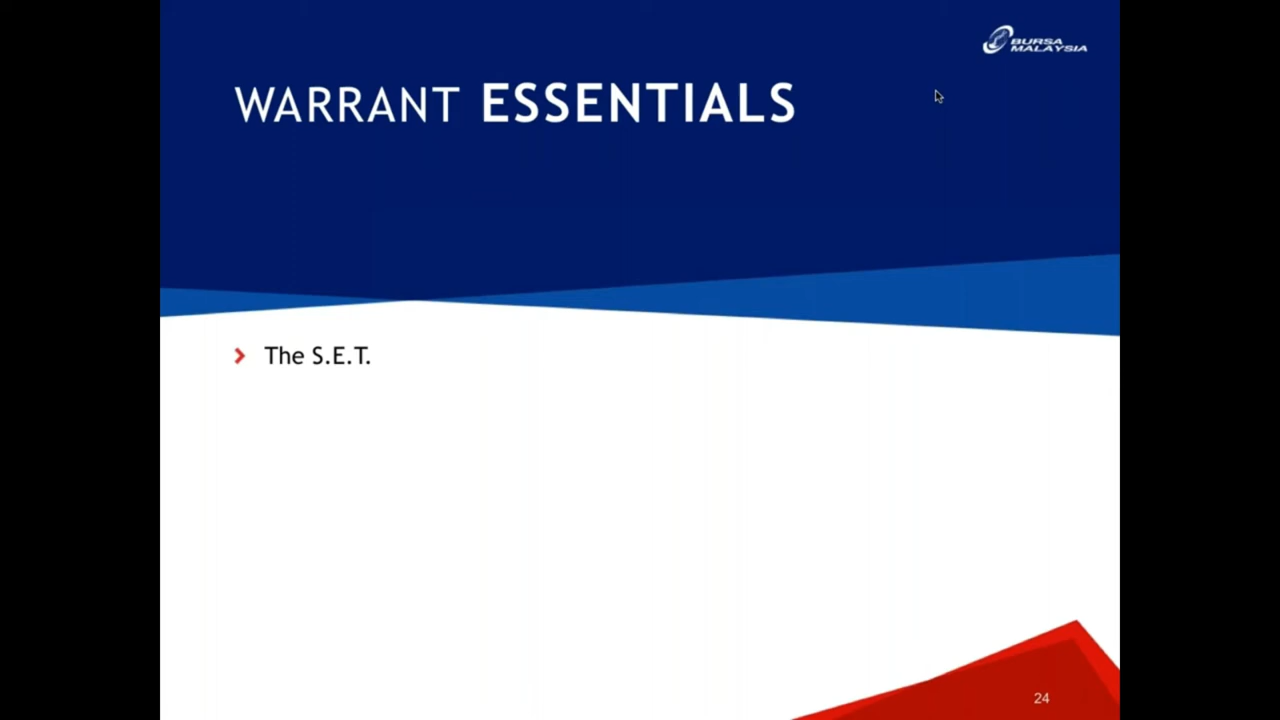 BURSA
MALAYSIA
WARRANT ESSENTIALS
The S.E.T.
24